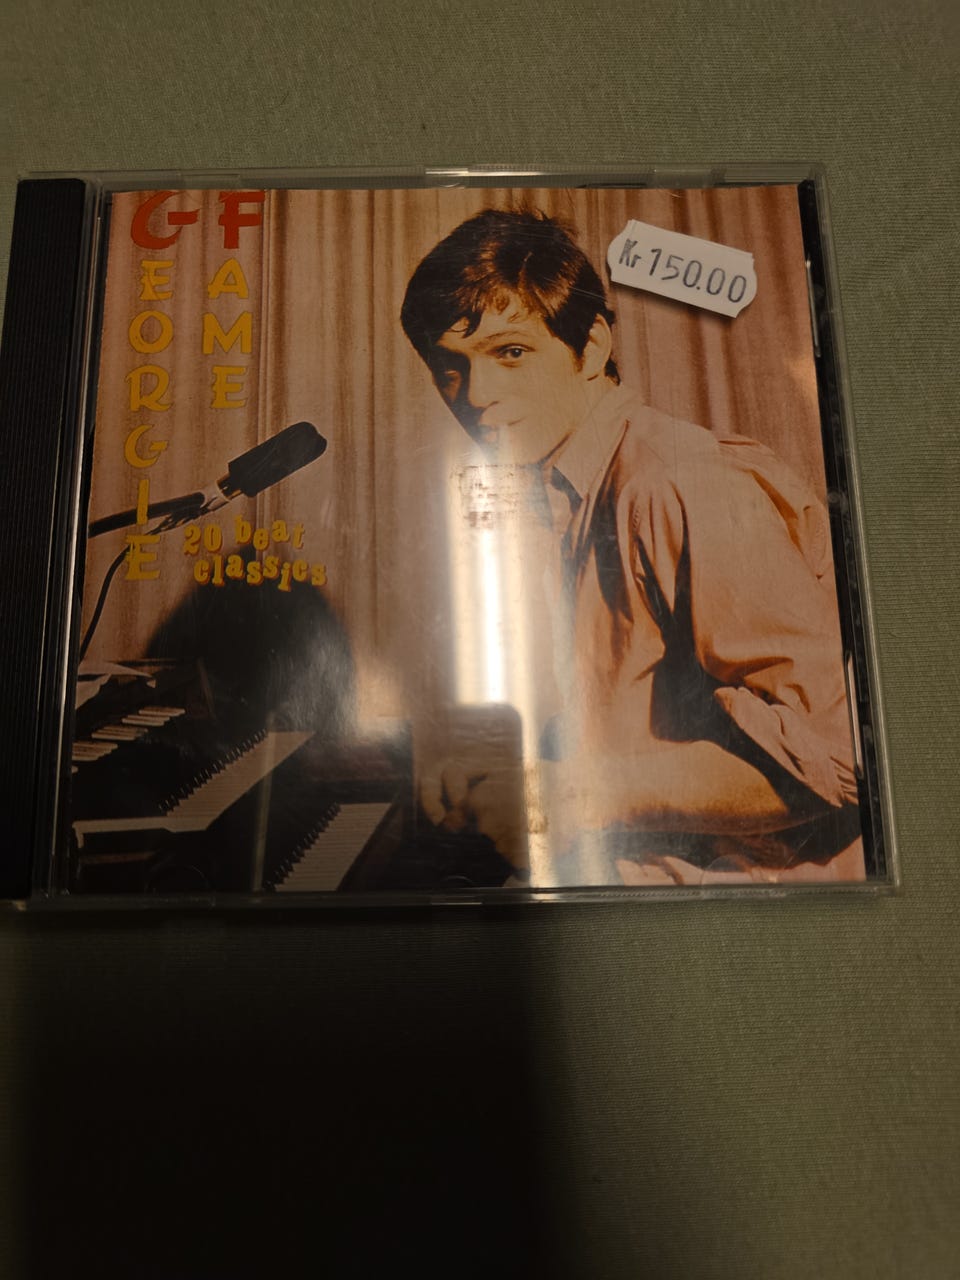 GEORGIE
FAME
Kr 150.00
20 beat
classics